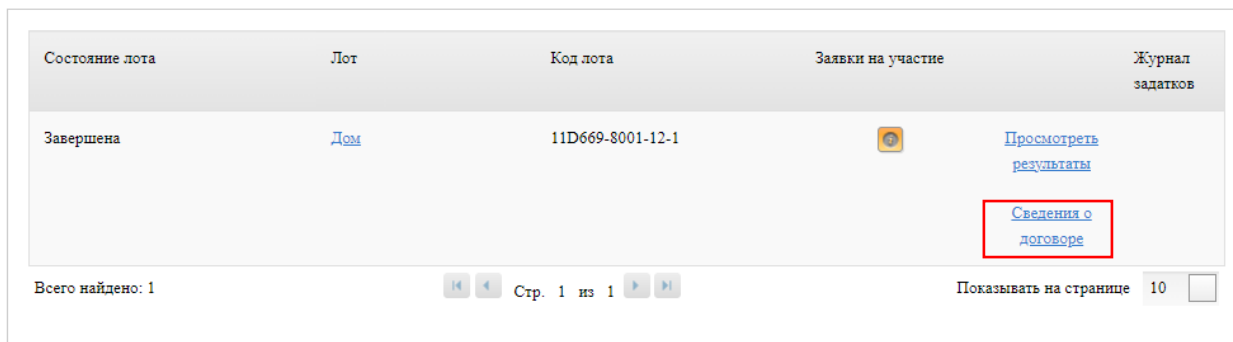 Состояние лота Лот Код лота Заявки на участие Журнал
задатков
Завершена Дом 11D669-8001-12-1 Просмотреть
результаты
Сведения о
договоре
Всего найдено: 1 Стр. 1 из 1 Показывать на странице 10